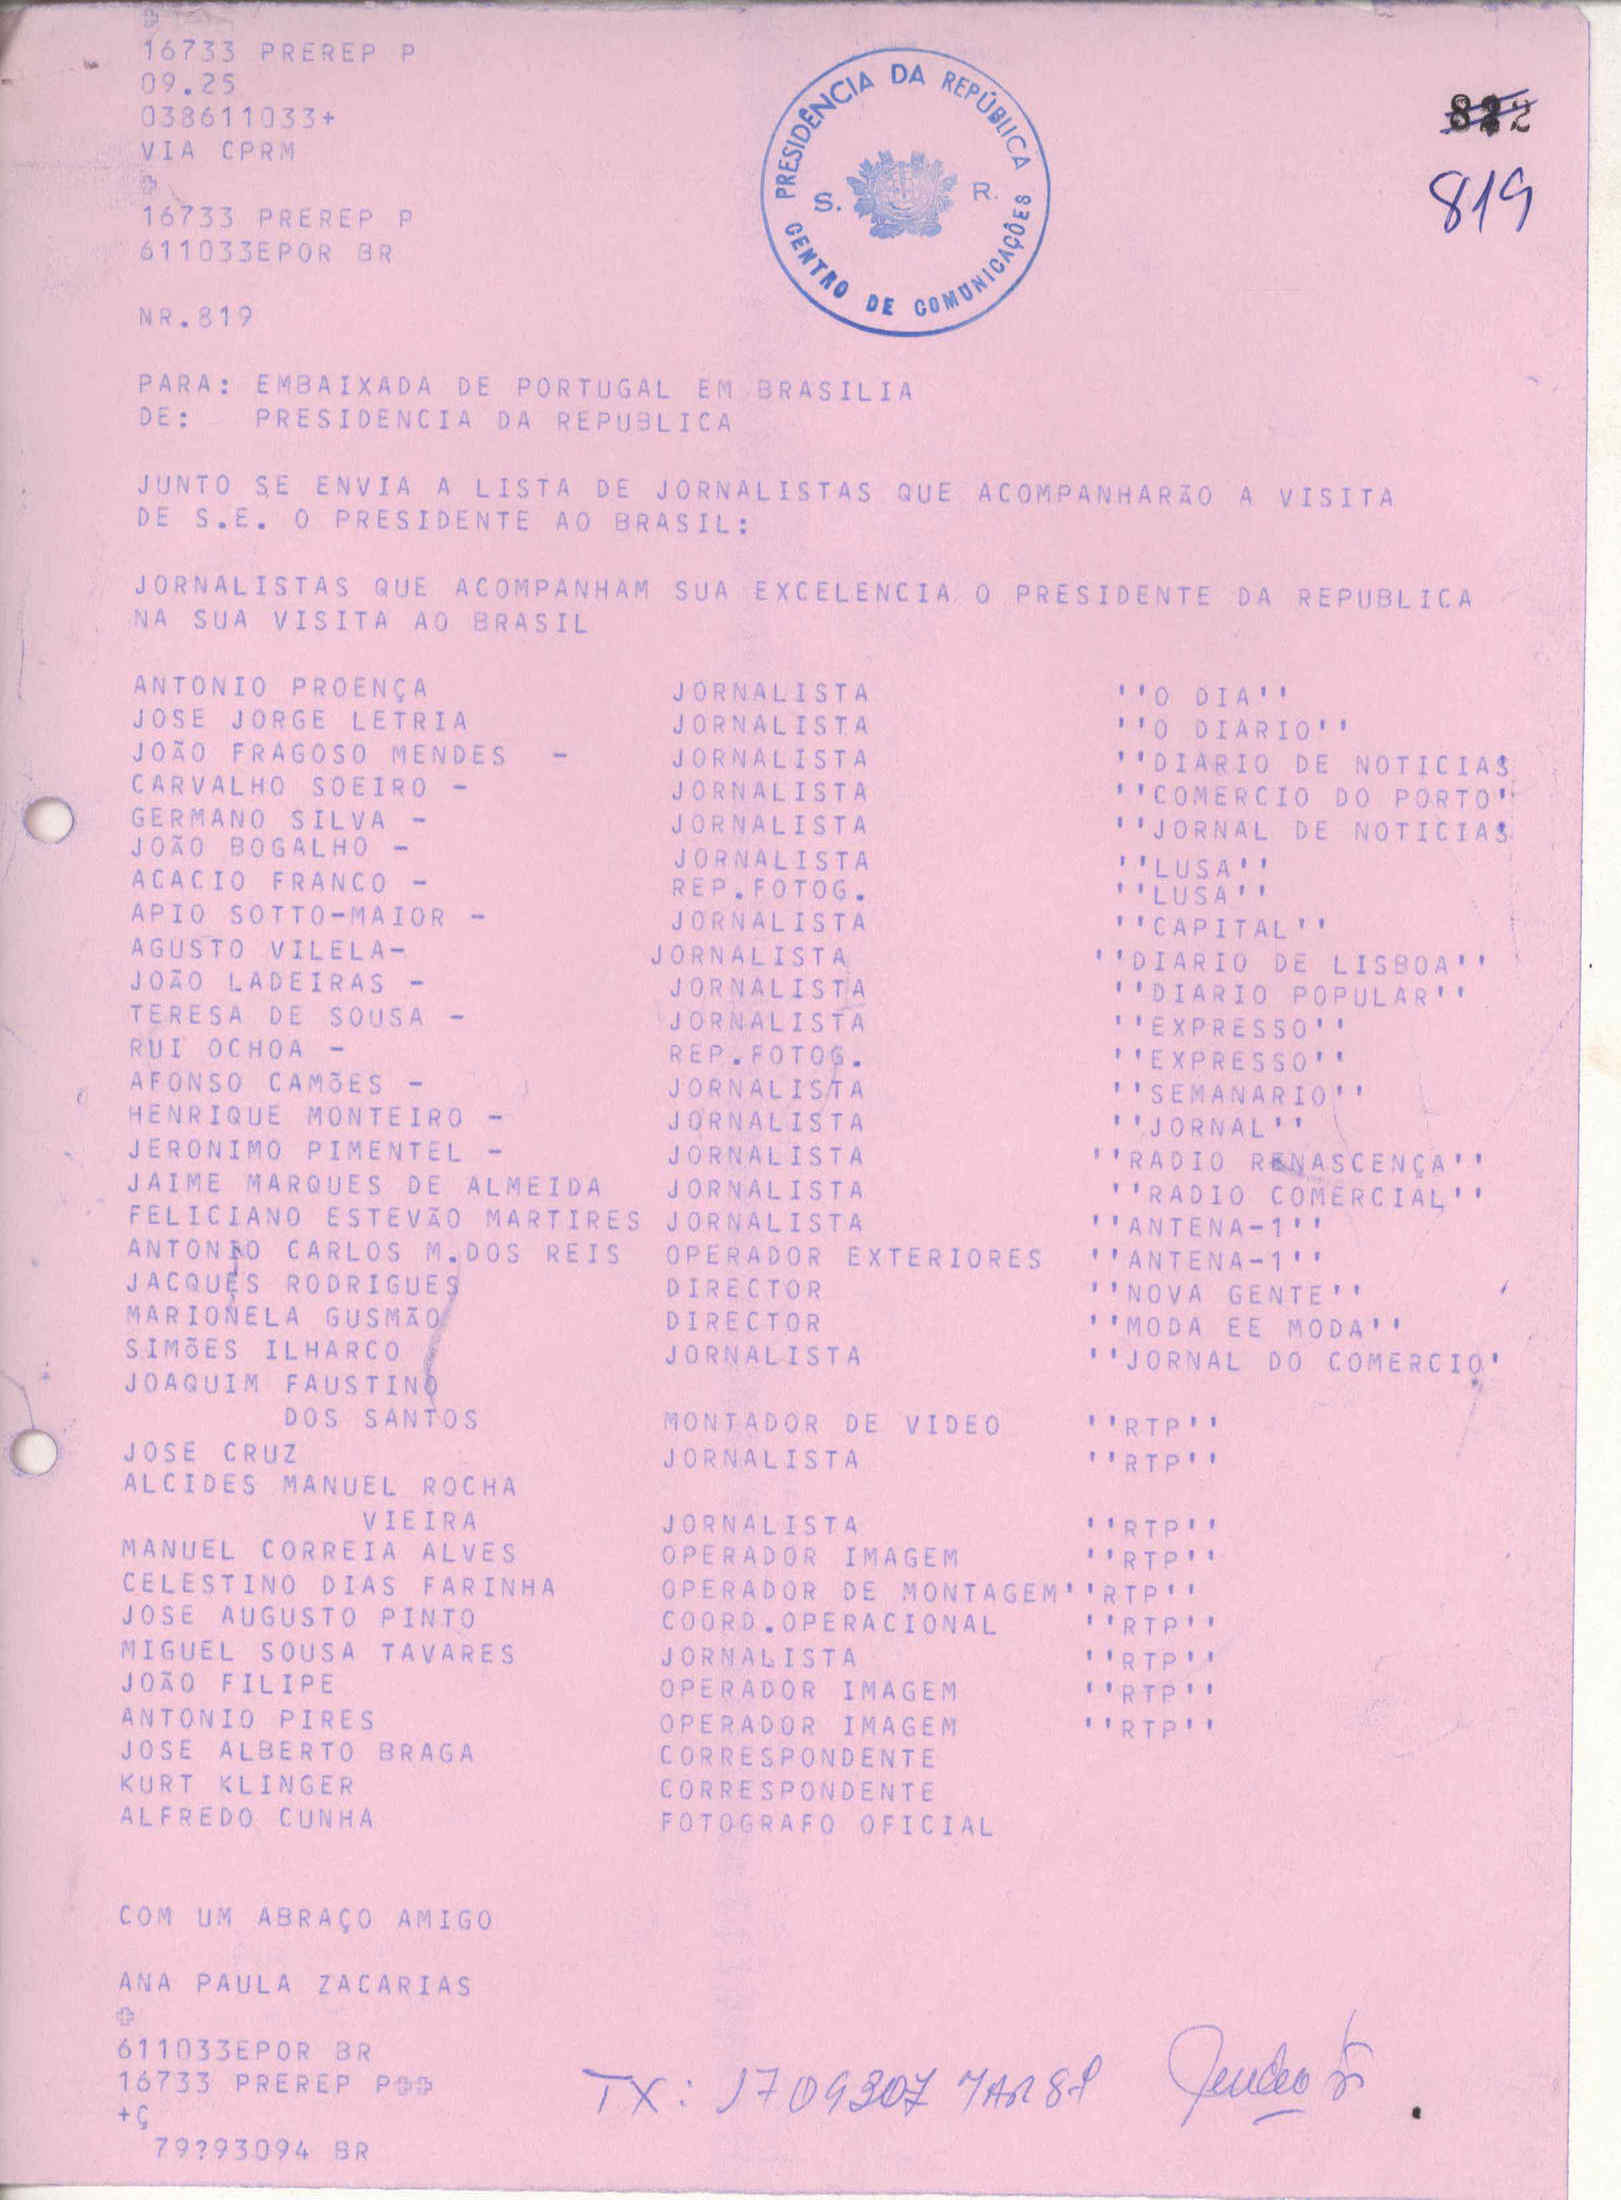 16733 PREREP P
09.25
038611033+
VIA CPRM
16733 PREREP P
611033EPOR BR
PRESIDÊNCIA DA REPÚBLICA
S. R.
CENTRO DE COMUNICAÇÕES
819
NR.819
PARA: EMBAIXADA DE PORTUGAL EM BRASILIA
DE: PRESIDENCIA DA REPUBLICA
JUNTO SE ENVIA A LISTA DE JORNALISTAS QUE ACOMPANHARÃO A VISITA
DE S.E. O PRESIDENTE AO BRASIL:
JORNALISTAS QUE ACOMPANHAM SUA EXCELENCIA O PRESIDENTE DA REPUBLICA
NA SUA VISITA AO BRASIL
ANTONIO PROENÇA JORNALISTA ''O DIA''
JOSE JORGE LETRIA JORNALISTA ''O DIARIO''
JOÃO FRAGOSO MENDES - JORNALISTA ''DIARIO DE NOTICIAS
CARVALHO SOEIRO - JORNALISTA ''COMERCIO DO PORTO''
GERMANO SILVA - JORNALISTA ''JORNAL DE NOTICIAS
JOÃO BOGALHO - JORNALISTA ''LUSA''
ACACIO FRANCO - REP.FOTOG. ''LUSA''
APIO SOTTO-MAIOR - JORNALISTA ''CAPITAL''
AGUSTO VILELA- JORNALISTA ''DIARIO DE LISBOA''
JOÃO LADEIRAS - JORNALISTA ''DIARIO POPULAR''
TERESA DE SOUSA - JORNALISTA ''EXPRESSO''
RUI OCHOA - REP.FOTOG. ''EXPRESSO''
AFONSO CAMÕES - JORNALISTA ''SEMANARIO''
HENRIQUE MONTEIRO - JORNALISTA ''JORNAL''
JERONIMO PIMENTEL - JORNALISTA ''RADIO RENASCENÇA''
JAIME MARQUES DE ALMEIDA JORNALISTA ''RADIO COMERCIAL''
FELICIANO ESTEVÃO MARTIRES JORNALISTA ''ANTENA-1''
ANTONIO CARLOS M.DOS REIS OPERADOR EXTERIORES ''ANTENA-1''
JACQUES RODRIGUES DIRECTOR ''NOVA GENTE''
MARIONELA GUSMÃO DIRECTOR ''MODA EE MODA''
SIMÕES ILHARCO JORNALISTA ''JORNAL DO COMERCIO'
JOAQUIM FAUSTINO
DOS SANTOS MONTADOR DE VIDEO ''RTP''
JOSE CRUZ JORNALISTA ''RTP''
ALCIDES MANUEL ROCHA
VIEIRA JORNALISTA ''RTP''
MANUEL CORREIA ALVES OPERADOR IMAGEM ''RTP''
CELESTINO DIAS FARINHA OPERADOR DE MONTAGEM''RTP''
JOSE AUGUSTO PINTO COORD.OPERACIONAL ''RTP''
MIGUEL SOUSA TAVARES JORNALISTA ''RTP''
JOÃO FILIPE OPERADOR IMAGEM ''RTP''
ANTONIO PIRES OPERADOR IMAGEM ''RTP''
JOSE ALBERTO BRAGA CORRESPONDENTE
KURT KLINGER CORRESPONDENTE
ALFREDO CUNHA FOTOGRAFO OFICIAL
COM UM ABRAÇO AMIGO
ANA PAULA ZACARIAS
611033EPOR BR
16733 PREREP P
+Ç
79?93094 BR
TX: 170930Z MAR 87